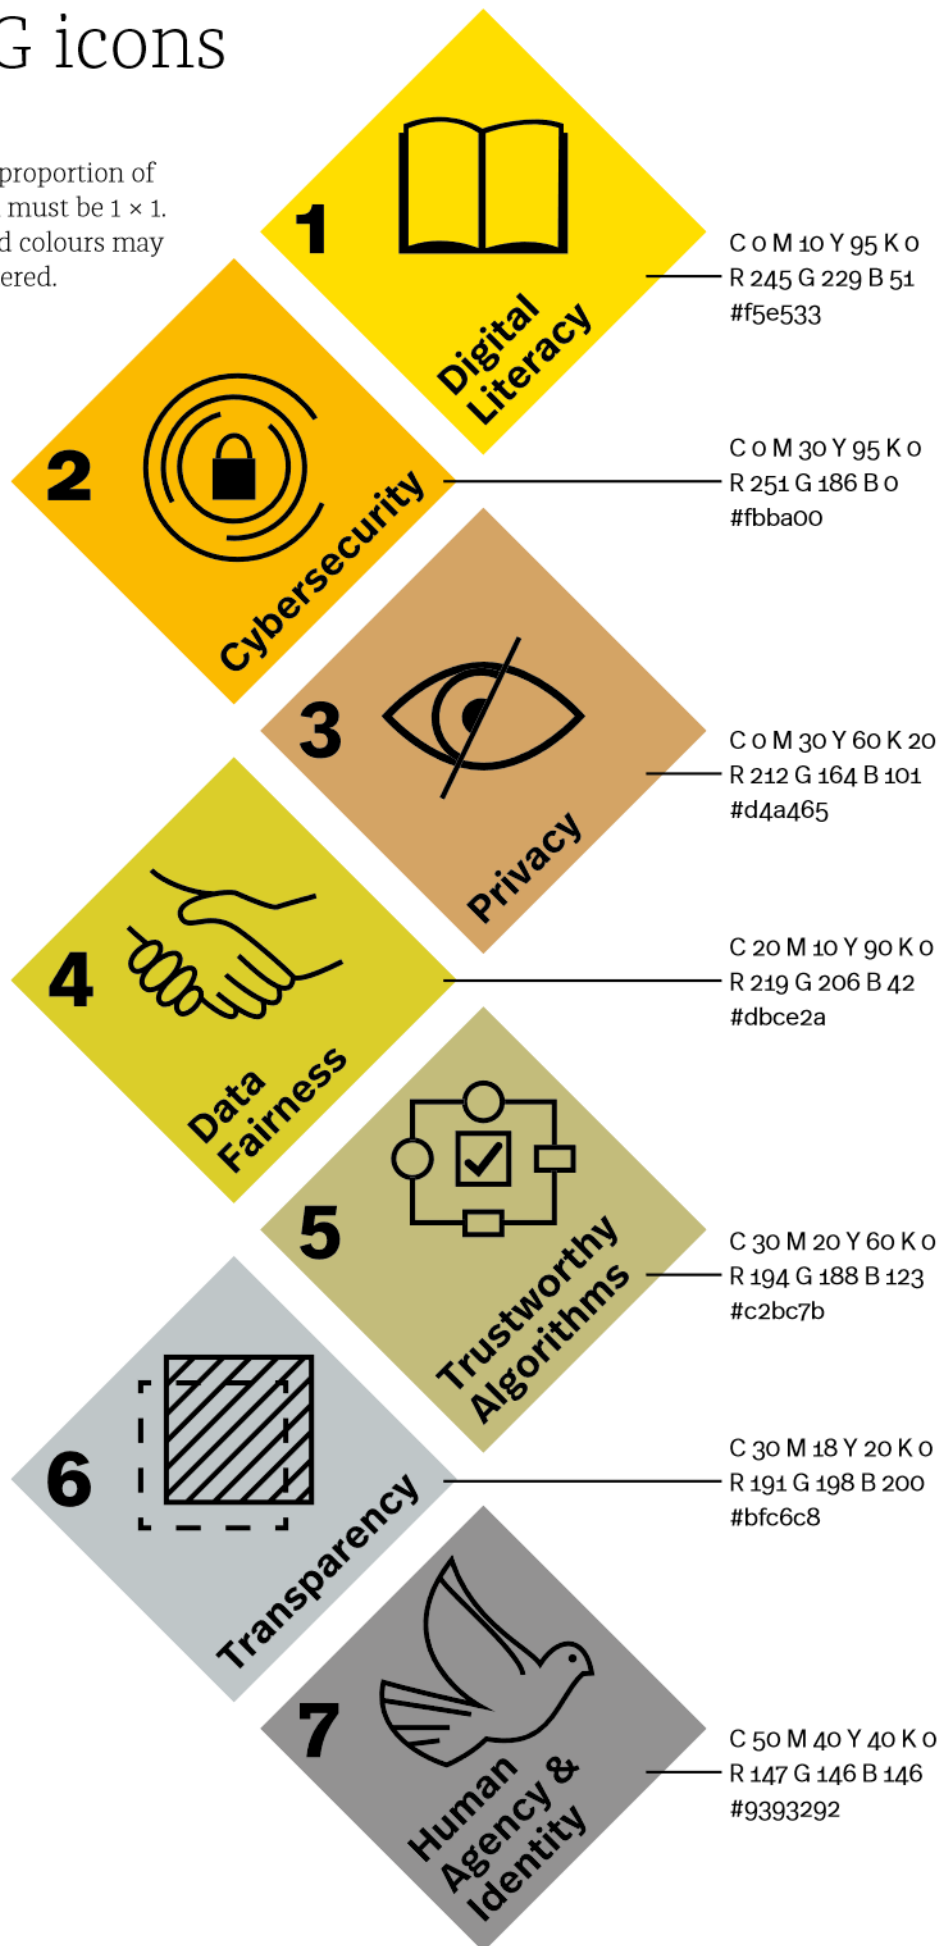 G icons
proportion of
must be 1 × 1.
d colours may
ered.
1
Digital
Literacy
C 0 M 10 Y 95 K 0
R 245 G 229 B 51
#f5e533
2
Cybersecurity
C 0 M 30 Y 95 K 0
R 251 G 186 B 0
#fbba00
3
Privacy
C 0 M 30 Y 60 K 20
R 212 G 164 B 101
#d4a465
4
Data
Fairness
C 20 M 10 Y 90 K 0
R 219 G 206 B 42
#dbce2a
5
Trustworthy
Algorithms
C 30 M 20 Y 60 K 0
R 194 G 188 B 123
#c2bc7b
6
Transparency
C 30 M 18 Y 20 K 0
R 191 G 198 B 200
#bfc6c8
7
Human
Agency &
Identity
C 50 M 40 Y 40 K 0
R 147 G 146 B 146
#9393292